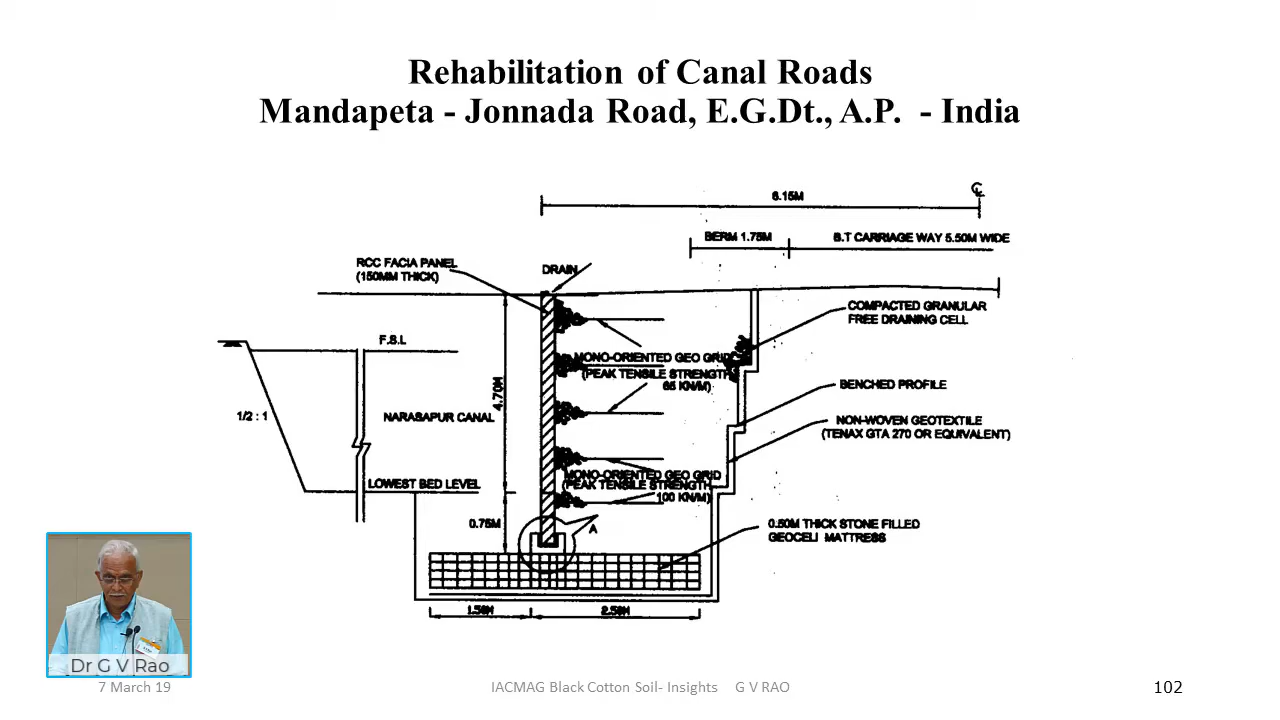 Rehabilitation of Canal Roads
Mandapeta - Jonnada Road, E.G.Dt., A.P. - India
6.15M
BERM 1.75M
B.T CARRIAGE WAY 5.50M WIDE
RCC FACIA PANEL
(150MM THICK)
DRAIN
COMPACTED GRANULAR
FREE DRAINING CELL
F.S.L
MONO-ORIENTED GEO GRID
(PEAK TENSILE STRENGTH
65 KN/M)
4.70M
BENCHED PROFILE
1/2 : 1
NARASAPUR CANAL
NON-WOVEN GEOTEXTILE
(TENAX GTA 270 OR EQUIVALENT)
MONO-ORIENTED GEO GRID
LOWEST BED LEVEL
(PEAK TENSILE STRENGTH
100 KN/M)
0.75M
A
0.50M THICK STONE FILLED
GEOCELI MATTRESS
1.50M
2.50M
Dr G V Rao
7 March 19
IACMAG Black Cotton Soil- Insights G V RAO
102